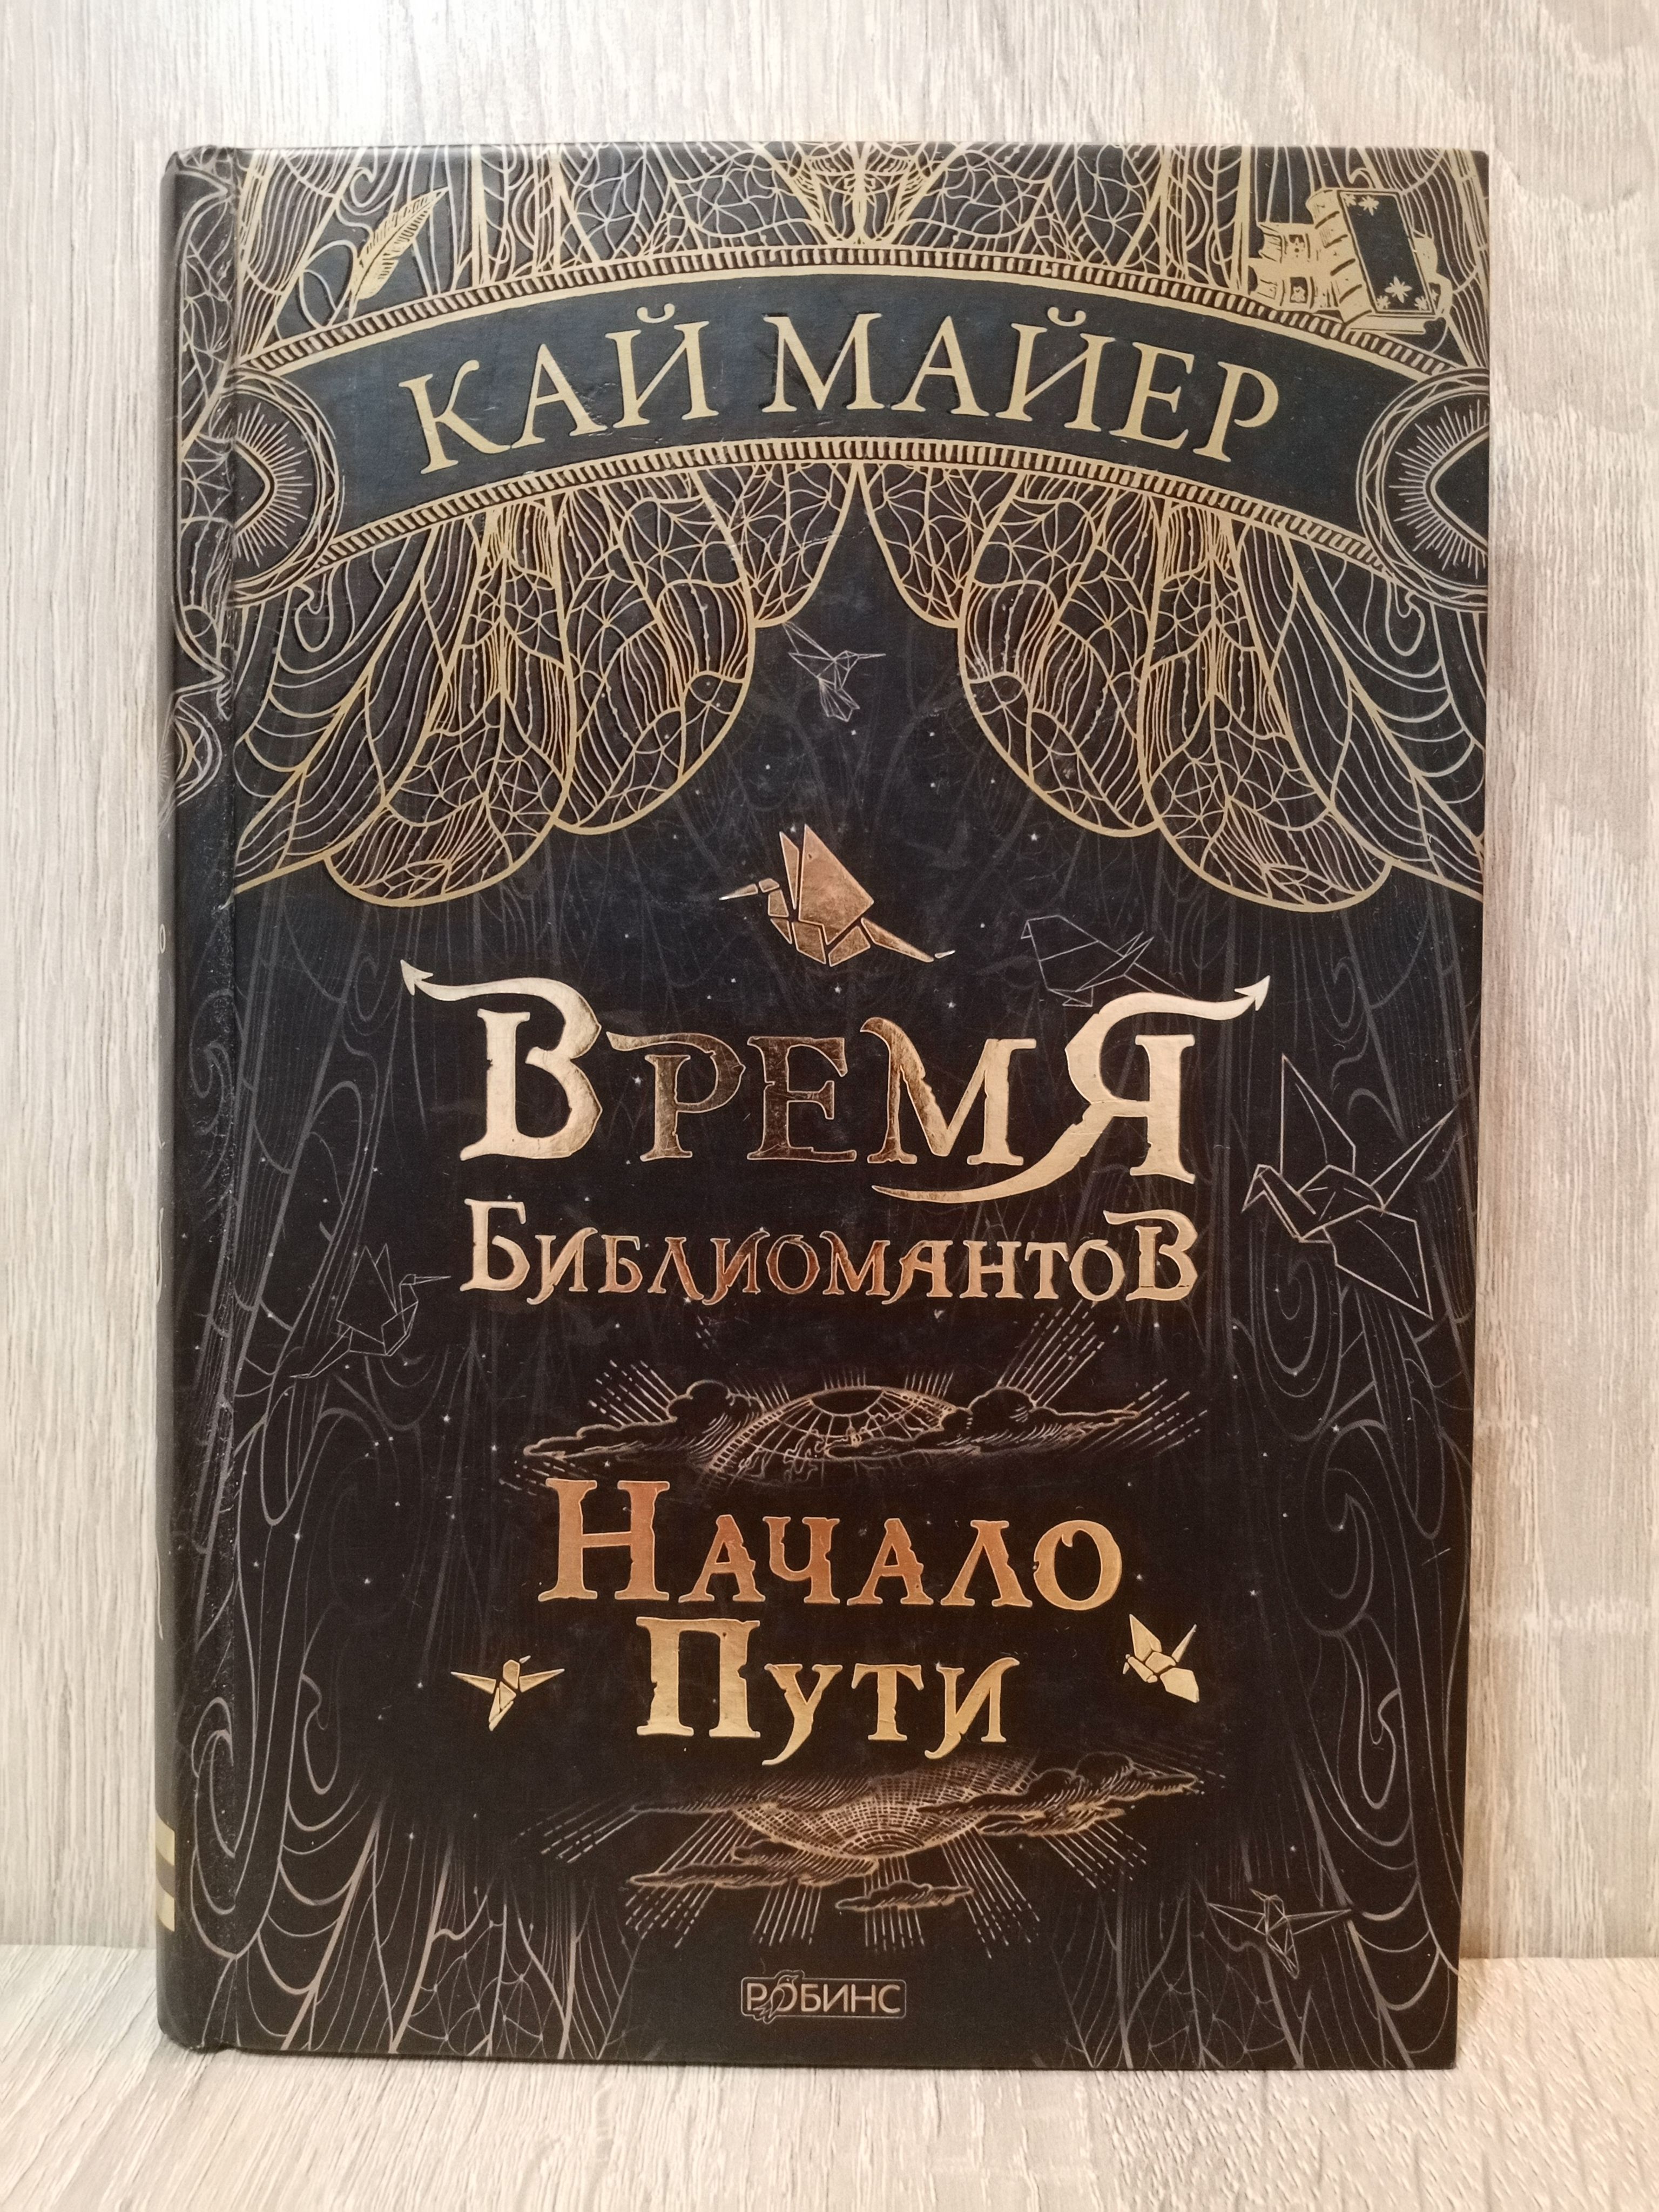 КАЙ МАЙЕР
ВРЕМЯ
БИБЛИОМАНТОВ
НАЧАЛО
ПУТИ
РОБИНС